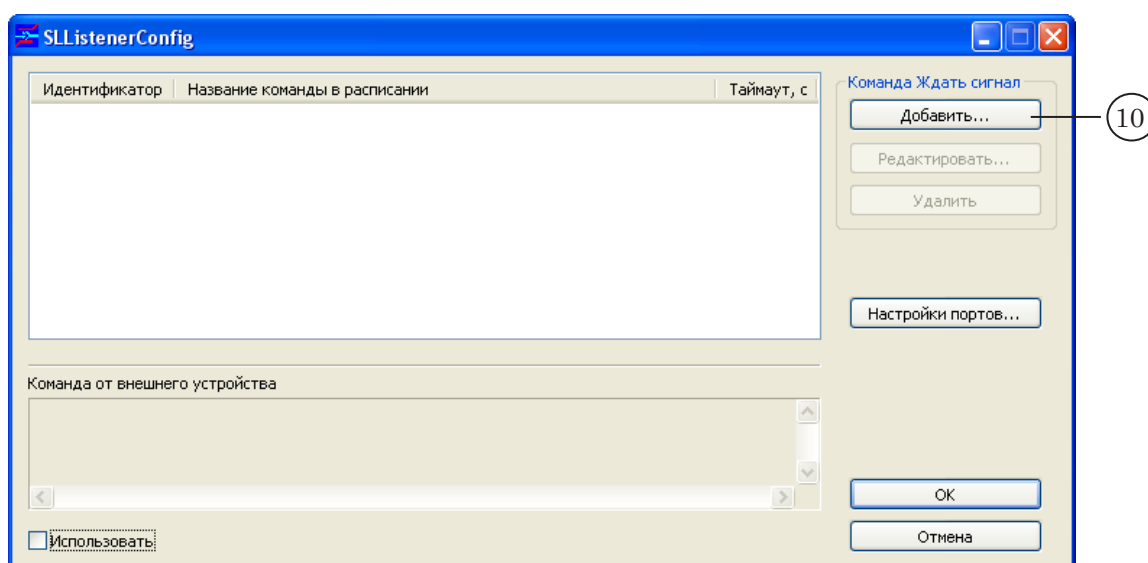 SLListenerConfig
Идентификатор Название команды в расписании Таймаут, с
Команда Ждать сигнал
Добавить...
10
Редактировать...
Удалить
Настройки портов...
Команда от внешнего устройства
OK
Использовать
Отмена